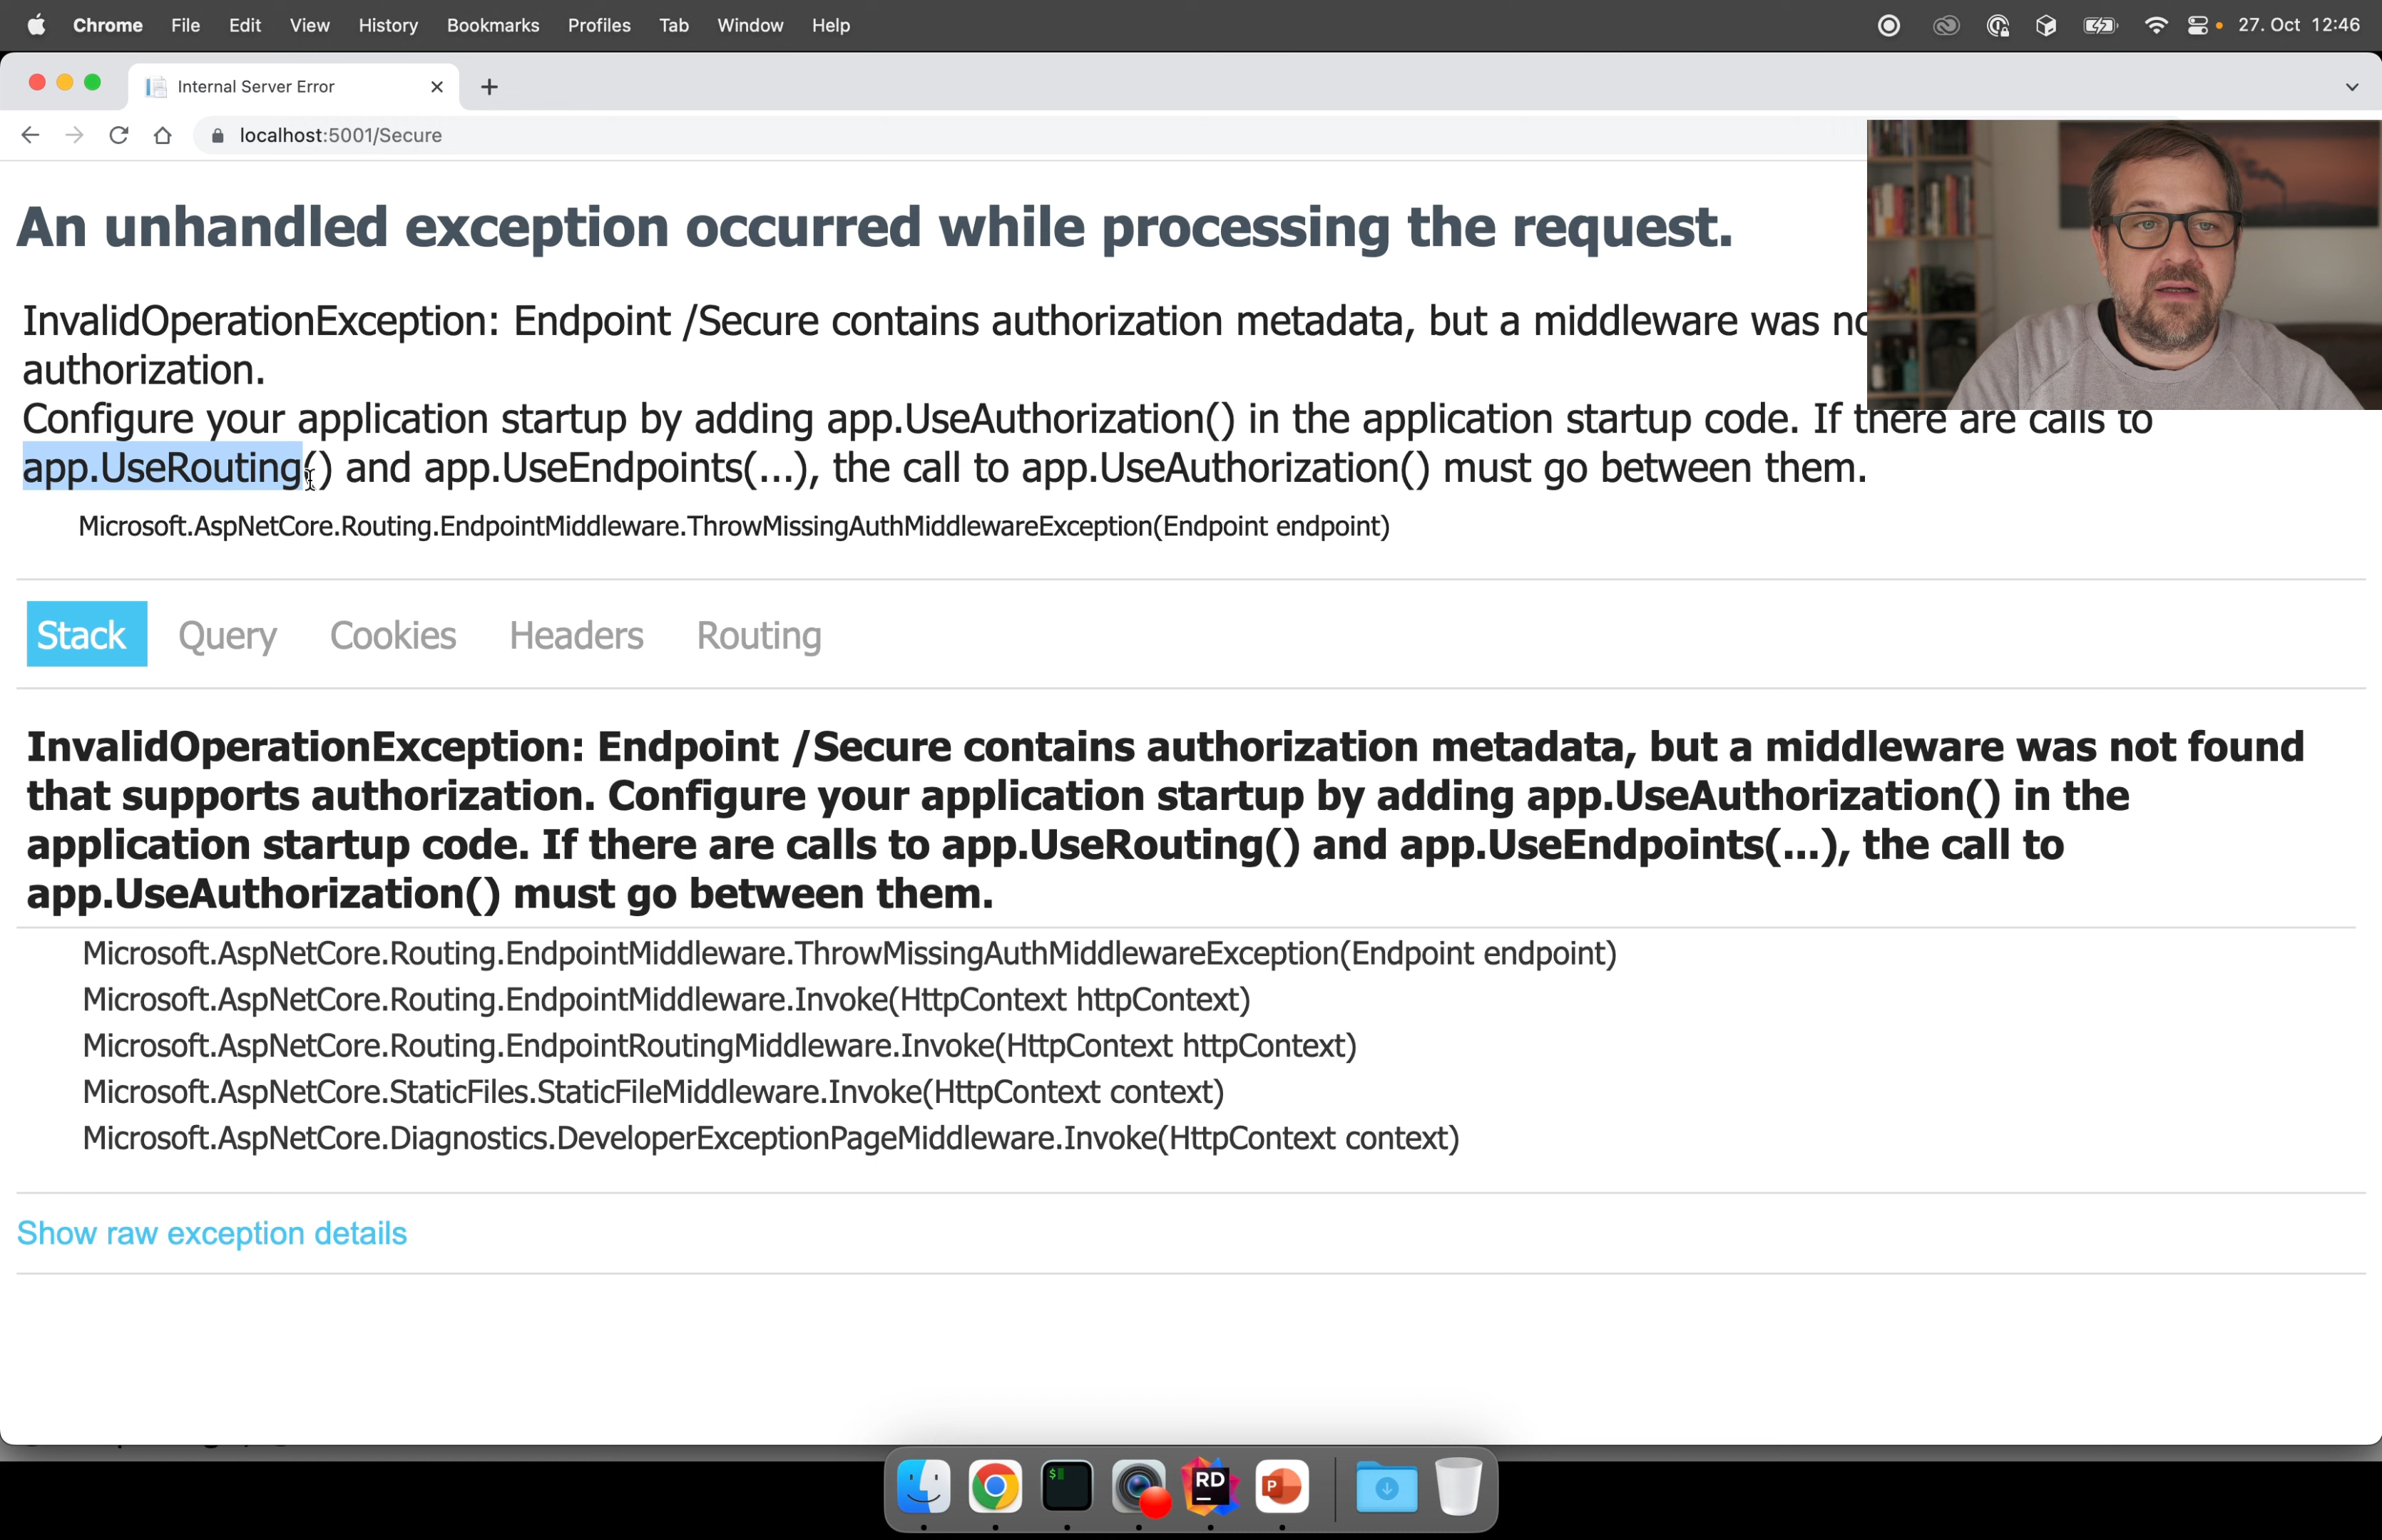 Chrome File Edit View History Bookmarks Profiles Tab Window Help 27. Oct 12:46
Internal Server Error
localhost:5001/Secure
An unhandled exception occurred while processing the request.
InvalidOperationException: Endpoint /Secure contains authorization metadata, but a middleware was
authorization.
Configure your application startup by adding app.UseAuthorization() in the application startup code. If there are calls to
app.UseRouting() and app.UseEndpoints(...), the call to app.UseAuthorization() must go between them.
Microsoft.AspNetCore.Routing.EndpointMiddleware.ThrowMissingAuthMiddlewareException(Endpoint endpoint)
Stack Query Cookies Headers Routing
InvalidOperationException: Endpoint /Secure contains authorization metadata, but a middleware was not found
that supports authorization. Configure your application startup by adding app.UseAuthorization() in the
application startup code. If there are calls to app.UseRouting() and app.UseEndpoints(...), the call to
app.UseAuthorization() must go between them.
Microsoft.AspNetCore.Routing.EndpointMiddleware.ThrowMissingAuthMiddlewareException(Endpoint endpoint)
Microsoft.AspNetCore.Routing.EndpointMiddleware.Invoke(HttpContext httpContext)
Microsoft.AspNetCore.Routing.EndpointRoutingMiddleware.Invoke(HttpContext httpContext)
Microsoft.AspNetCore.StaticFiles.StaticFileMiddleware.Invoke(HttpContext context)
Microsoft.AspNetCore.Diagnostics.DeveloperExceptionPageMiddleware.Invoke(HttpContext context)
Show raw exception details
$ RD P